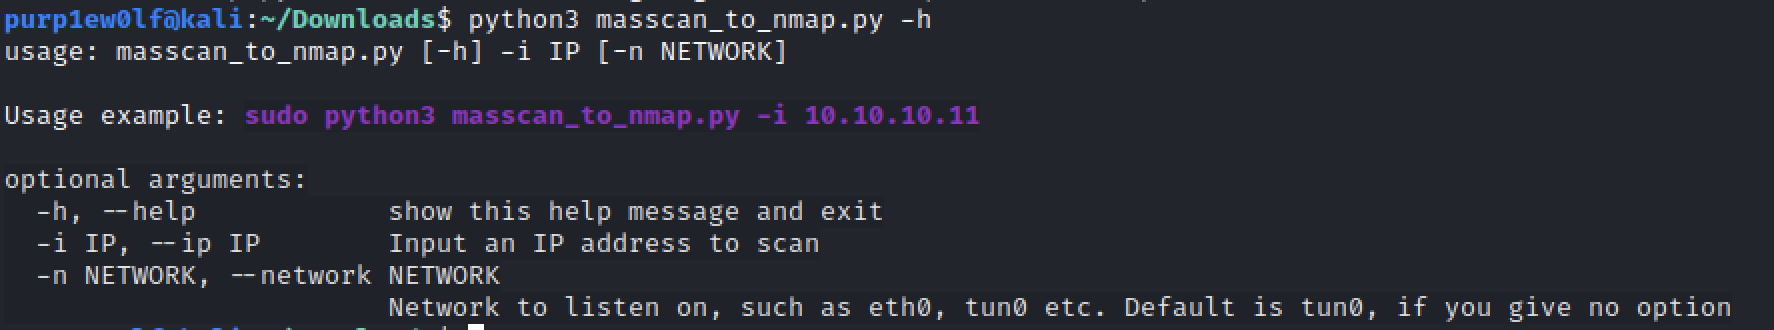 purp1ew0lf@kali:~/Downloads$ python3 masscan_to_nmap.py -h
usage: masscan_to_nmap.py [-h] -i IP [-n NETWORK]
Usage example: sudo python3 masscan_to_nmap.py -i 10.10.10.11
optional arguments:
-h, --help show this help message and exit
-i IP, --ip IP Input an IP address to scan
-n NETWORK, --network NETWORK
Network to listen on, such as eth0, tun0 etc. Default is tun0, if you give no option